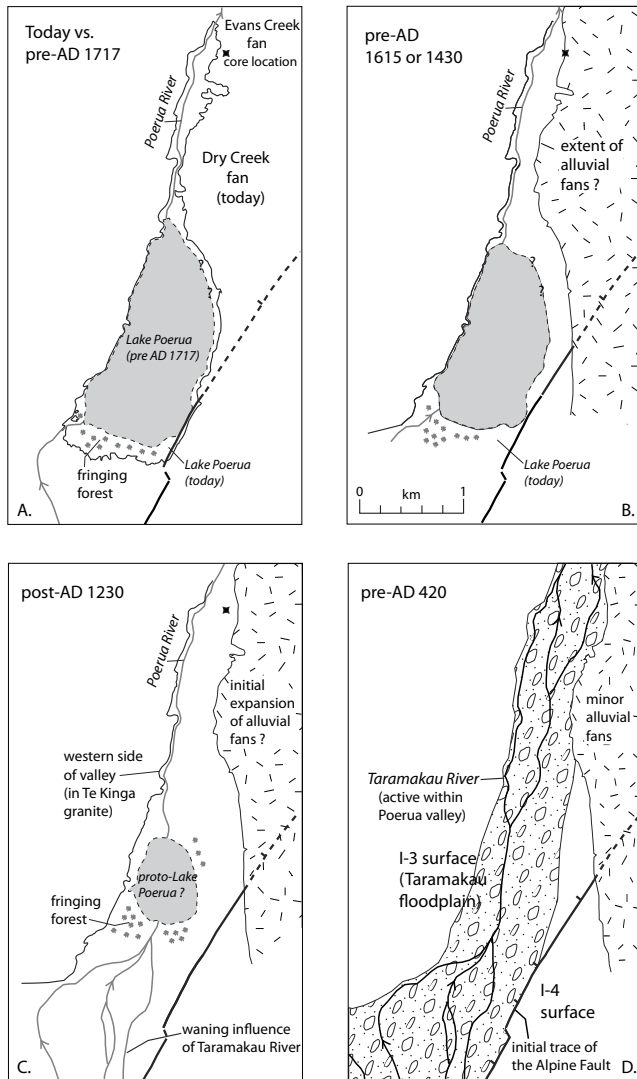 Today vs.
pre-AD 1717
Evans Creek
fan
core location
Poerua River
Dry Creek
fan
(today)
Lake Poerua
(pre AD 1717)
fringing
forest
Lake Poerua
(today)
A.
pre-AD
1615 or 1430
Poerua River
extent of
alluvial
fans ?
?
?
Lake Poerua
(today)
0
1
km
B.
post-AD 1230
Poerua River
initial
expansion
of alluvial
fans ?
western side
of valley
(in Te Kinga
granite)
proto-Lake
Poerua ?
fringing
forest
waning influence
of Taramakau River
C.
pre-AD 420
minor
alluvial
fans
Taramakau River
(active within
Poerua valley)
I-3 surface
(Taramakau
floodplain)
I-4
surface
initial trace of
the Alpine Fault
D.